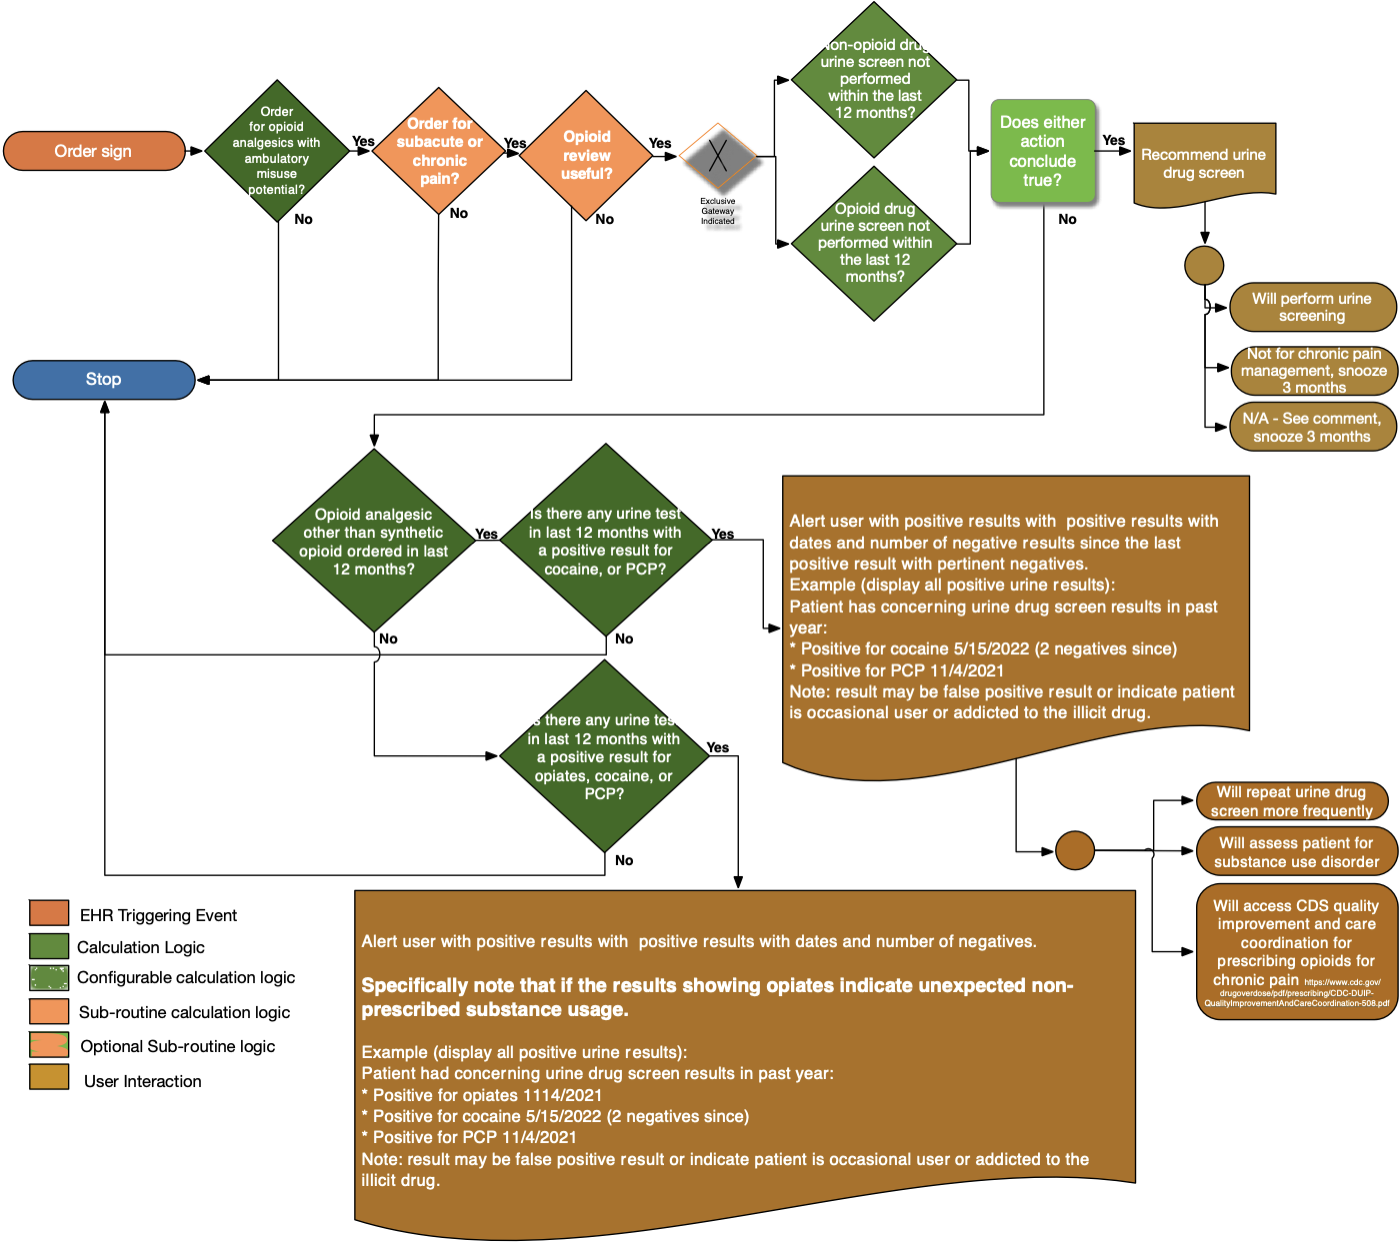 Order sign
Order
for opioid
analgesics with
ambulatory
misuse
potential?
Yes
No
Order for
subacute or
chronic
pain?
Yes
No
Opioid
review
useful?
Yes
No
X
Exclusive
Gateway
Indicated
Non-opioid drug
urine screen not
performed
within the last
12 months?
Opioid drug
urine screen not
performed within
the last 12
months?
Does either
action
conclude
true?
Yes
No
Recommend urine
drug screen
Will perform urine
screening
Not for chronic pain
management, snooze
3 months
N/A - See comment,
snooze 3 months
Stop
Opioid analgesic
other than synthetic
opioid ordered in last
12 months?
Yes
No
Is there any urine test
in last 12 months with
a positive result for
cocaine, or PCP?
Yes
No
Alert user with positive results with  positive results with
dates and number of negative results since the last
positive result with pertinent negatives.
Example (display all positive urine results):
Patient has concerning urine drug screen results in past
year:
* Positive for cocaine 5/15/2022 (2 negatives since)
* Positive for PCP 11/4/2021
Note: result may be false positive result or indicate patient
is occasional user or addicted to the illicit drug.
Is there any urine test
in last 12 months with
a positive result for
opiates, cocaine, or
PCP?
Yes
No
Will repeat urine drug
screen more frequently
Will assess patient for
substance use disorder
Will access CDS quality
improvement and care
coordination for
prescribing opioids for
chronic pain https://www.cdc.gov/
drugoverdose/pdf/prescribing/CDC-DUIP-
QualityImprovementAndCareCoordination-508.pdf
EHR Triggering Event
Calculation Logic
Configurable calculation logic
Sub-routine calculation logic
Optional Sub-routine logic
User Interaction
Alert user with positive results with  positive results with dates and number of negatives.
Specifically note that if the results showing opiates indicate unexpected non-
prescribed substance usage.
Example (display all positive urine results):
Patient had concerning urine drug screen results in past year:
* Positive for opiates 1114/2021
* Positive for cocaine 5/15/2022 (2 negatives since)
* Positive for PCP 11/4/2021
Note: result may be false positive result or indicate patient is occasional user or addicted to the
illicit drug.